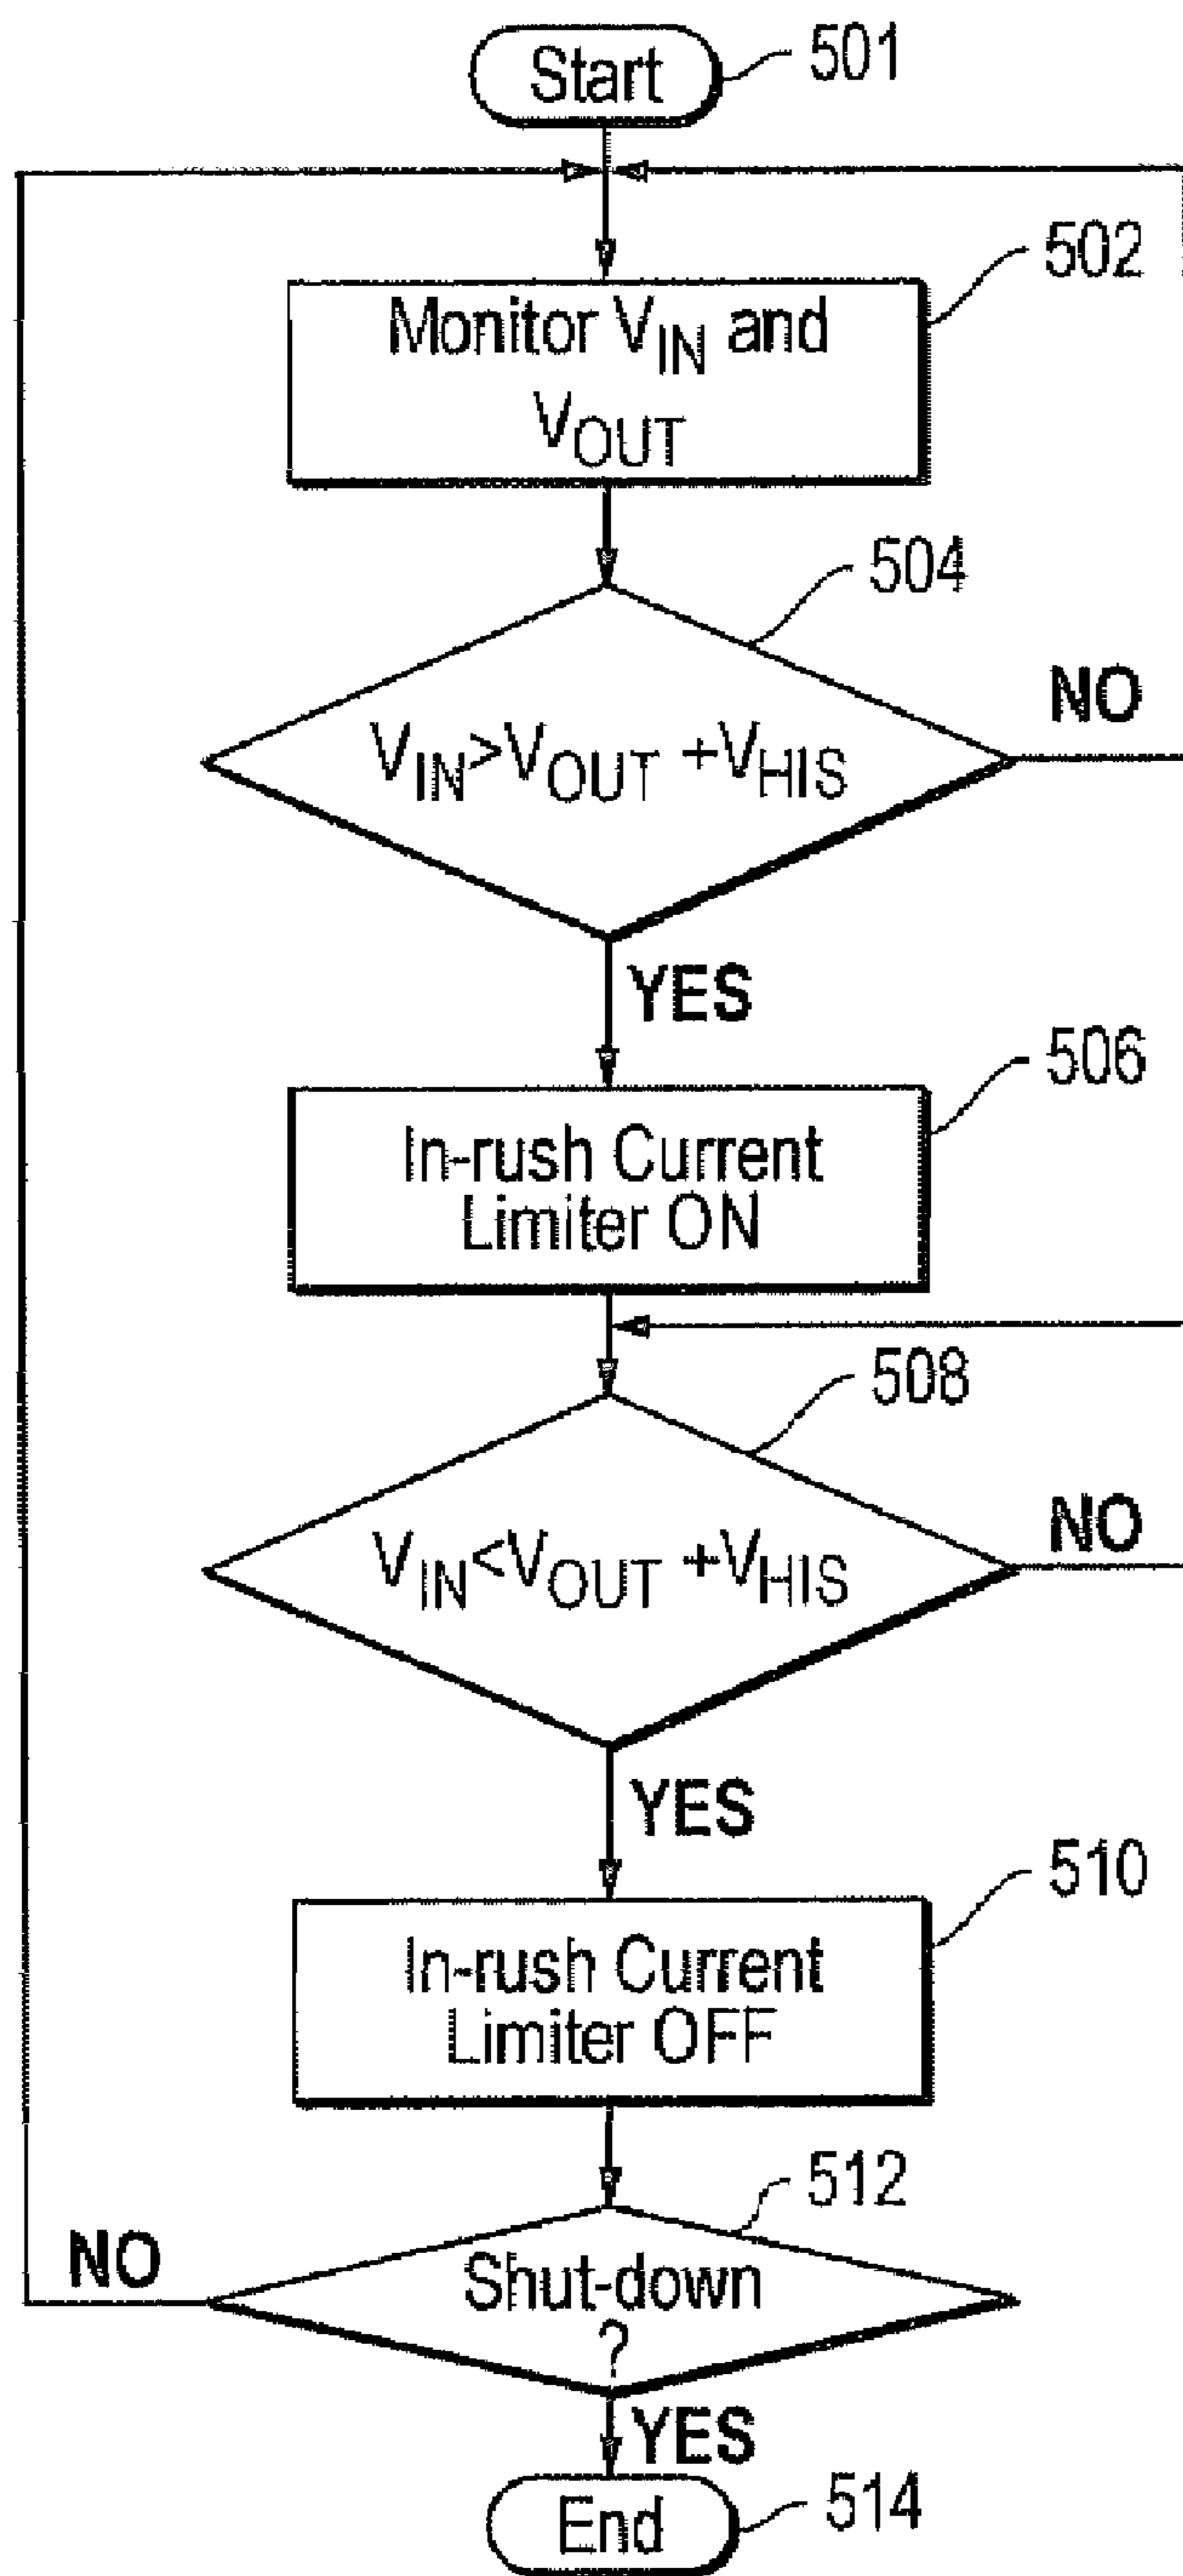 Start
501
Monitor V_IN and
V_OUT
502
504
V_IN>V_OUT +V_HIS
NO
YES
506
In-rush Current
Limiter ON
508
V_IN<V_OUT +V_HIS
NO
YES
510
In-rush Current
Limiter OFF
512
NO
Shut-down
?
YES
End
514